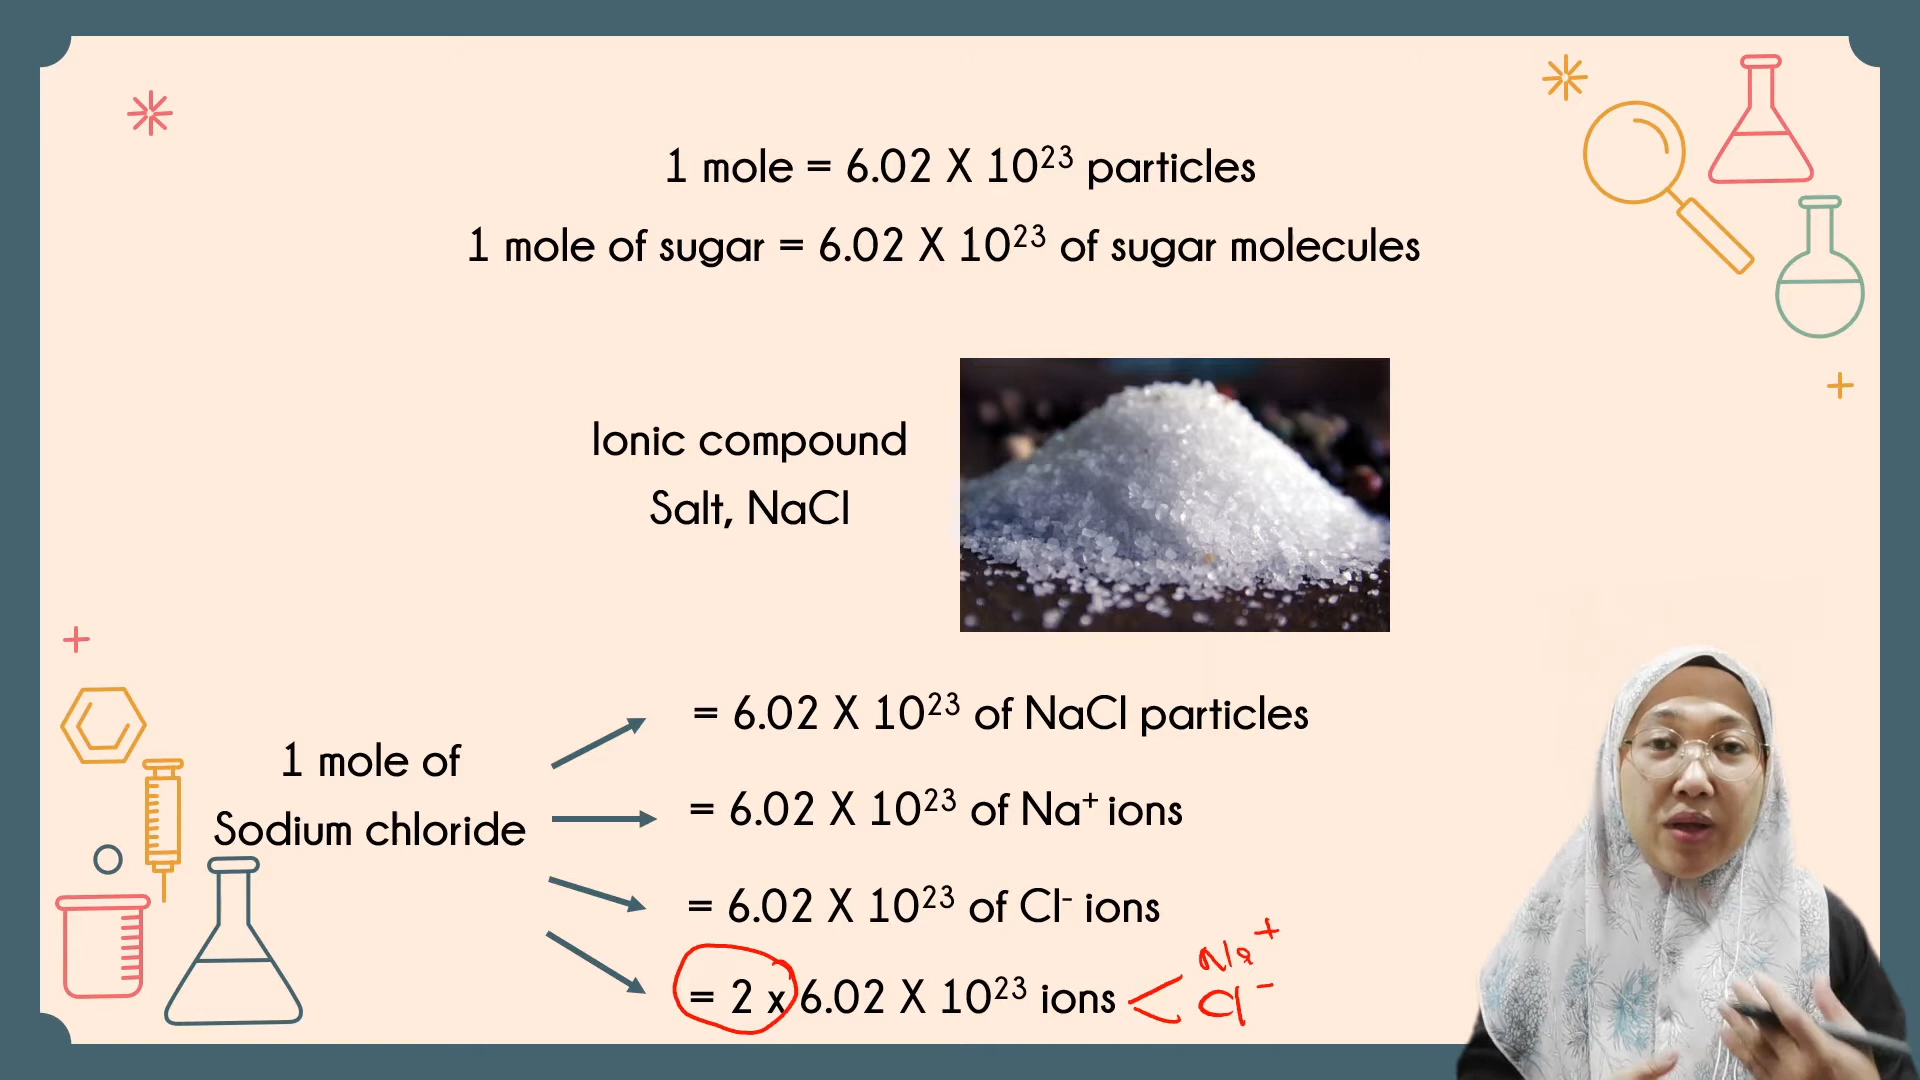 1 mole = 6.02 X 10²³ particles
1 mole of sugar = 6.02 X 10²³ of sugar molecules
Ionic compound
Salt, NaCl
1 mole of
Sodium chloride
= 6.02 X 10²³ of NaCl particles
= 6.02 X 10²³ of Na⁺ ions
= 6.02 X 10²³ of Cl⁻ ions
= 2 x 6.02 X 10²³ ions
Na⁺
Cl⁻